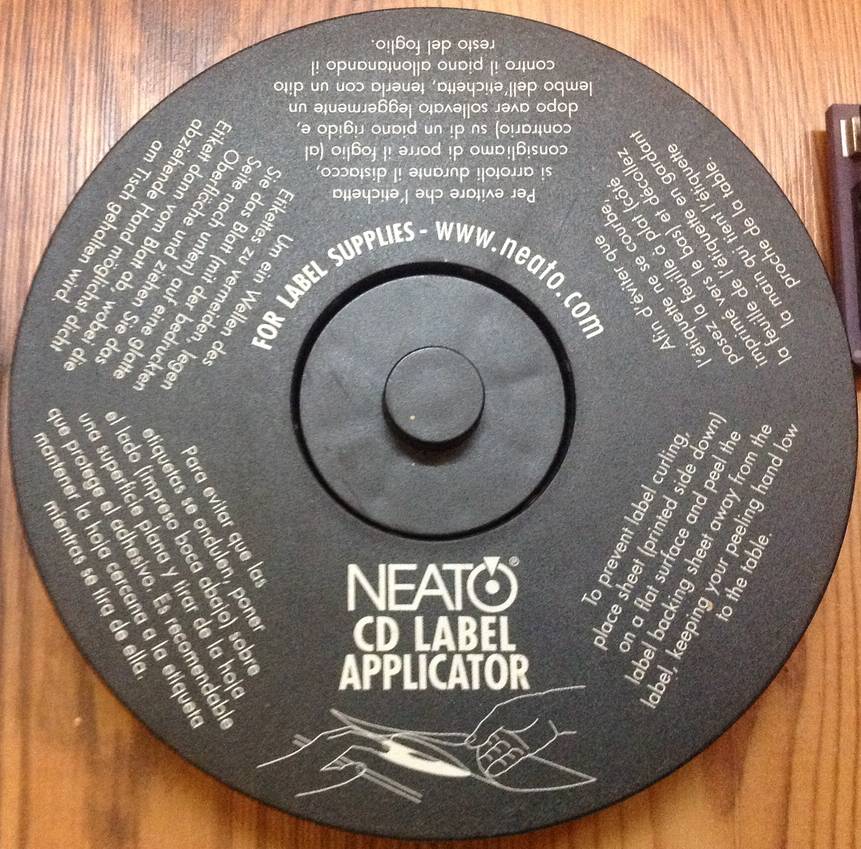 FOR LABEL SUPPLIES - www.neato.com
NEATO®
CD LABEL
APPLICATOR
To prevent label curling,
place sheet (printed side down)
on a flat surface and peel the
label backing sheet away from the
label, keeping your peeling hand low
to the table.
Afin d'éviter que
l'étiquette ne se courbe,
posez la feuille à plat (côté
imprimé vers le bas) et décollez
la feuille de l'étiquette en gardant
la main qui tient l'étiquette
proche de la table.
Per evitare che l'etichetta
si arrotoli durante il distacco,
consigliamo di porre il foglio (al
contrario) su di un piano rigido e,
dopo aver sollevato leggermente un
lembo dell'etichetta, tenerla con un dito
contro il piano allontanando il
resto del foglio.
Um ein Wellen des
Etikettes zu vermeiden, legen
Sie das Blatt (mit der bedruckten
Seite nach unten) auf eine glatte
Oberflche und ziehen Sie das
Etikett dann vom Blatt ab, wobei die
abziehende Hand möglichst dicht
am Tisch gehalten wird.
Para evitar que las
etiquetas se ondulen, poner
el lado (impreso boca abajo) sobre
una superficie plana y tirar de la hoja
que protege el adhesivo. Es recomendable
mantener la hoja cercana a la etiqueta
mientras se tira de ella.